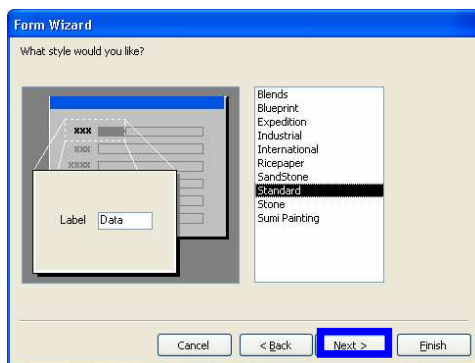 Form Wizard
What style would you like?
xxx
xxx
xxxx
Label Data
Blends
Blueprint
Expedition
Industrial
International
Ricepaper
SandStone
Standard
Stone
Sumi Painting
Cancel < Back Next > Finish